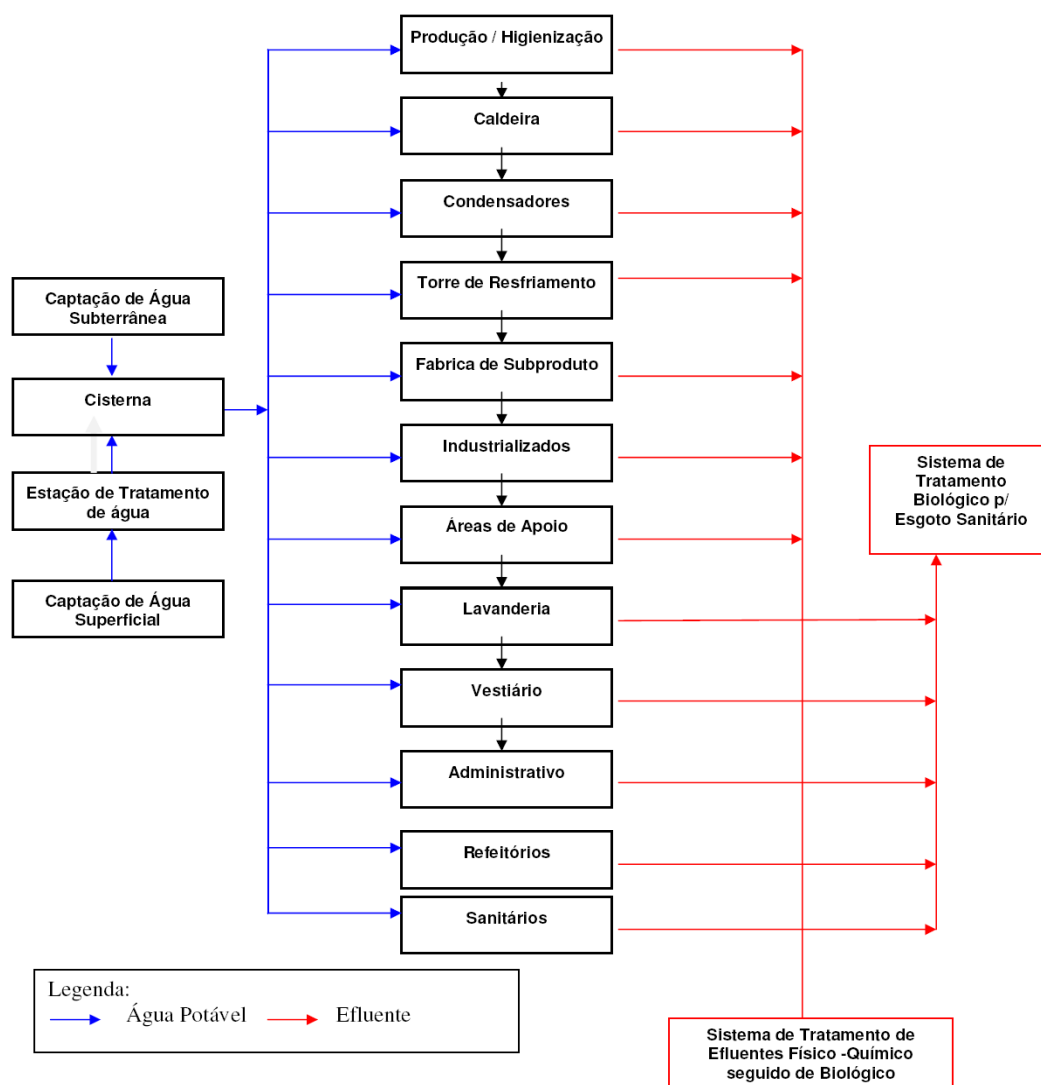 Produção / Higienização
Caldeira
Condensadores
Torre de Resfriamento
Captação de Água
Subterrânea
Fabrica de Subproduto
Cisterna
Industrializados
Sistema de
Tratamento
Biológico p/
Esgoto Sanitário
Estação de Tratamento
de água
Áreas de Apoio
Captação de Água
Superficial
Lavanderia
Vestiário
Administrativo
Refeitórios
Sanitários
Legenda:
Água Potável
Efluente
Sistema de Tratamento de
Efluentes Físico -Químico
seguido de Biológico